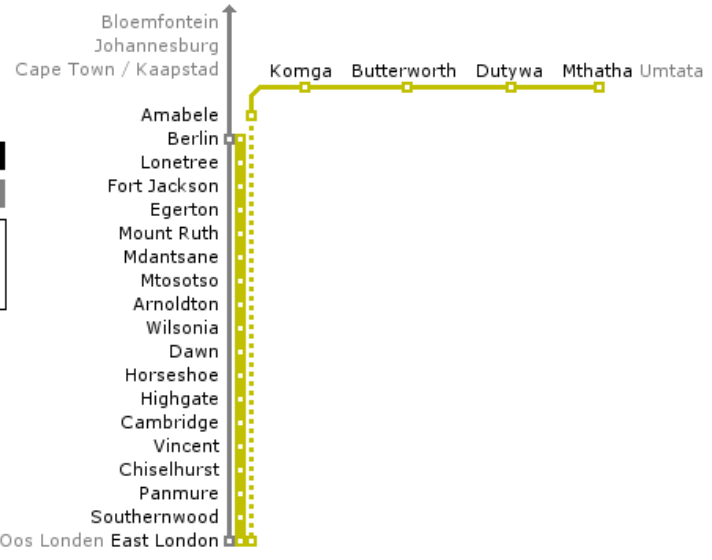 Bloemfontein
Johannesburg
Cape Town / Kaapstad
Komga Butterworth Dutywa Mthatha Umtata
Amabele
Berlin
Lonetree
Fort Jackson
Egerton
Mount Ruth
Mdantsane
Mtosotso
Arnoldton
Wilsonia
Dawn
Horseshoe
Highgate
Cambridge
Vincent
Chiselhurst
Panmure
Southernwood
Oos Londen East London